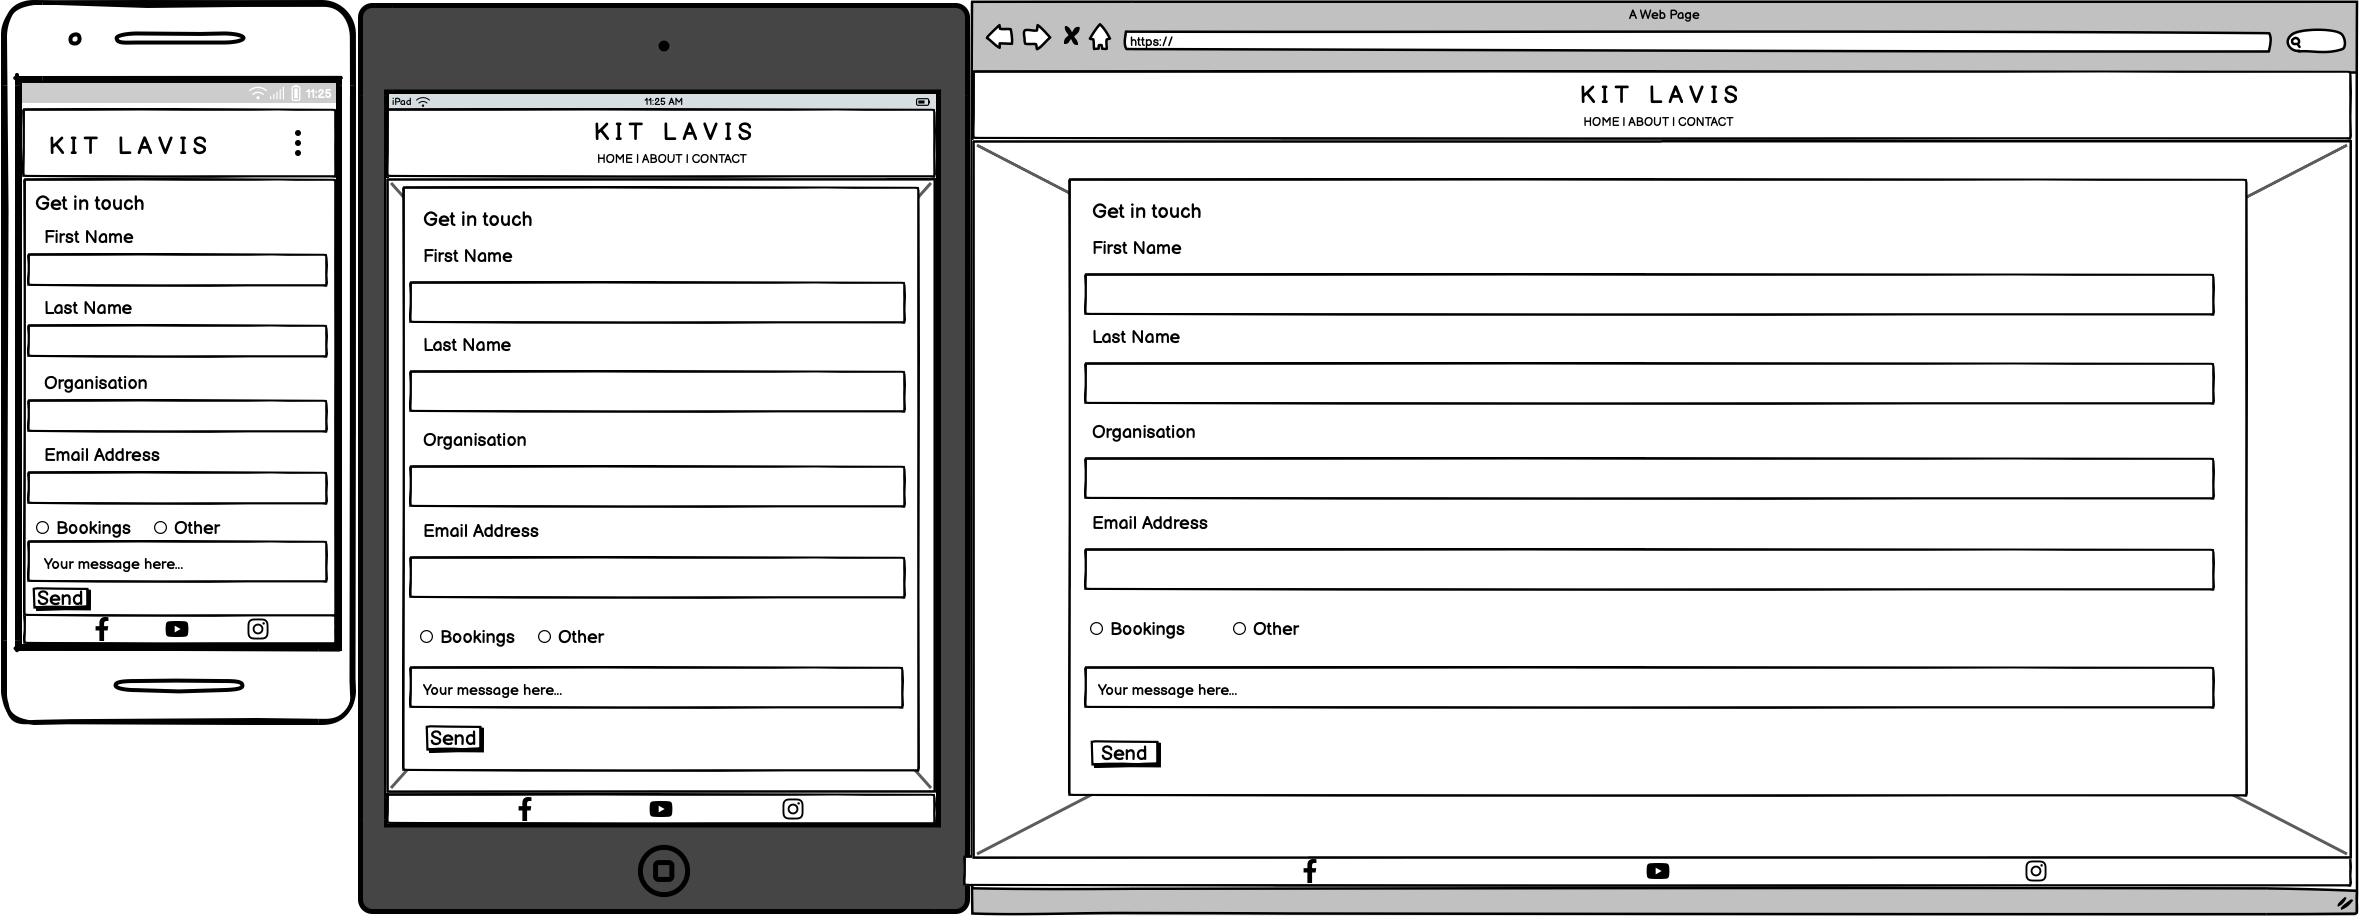 11:25
KIT LAVIS
Get in touch
First Name
Last Name
Organisation
Email Address
Bookings Other
Your message here...
Send
iPad 11:25 AM
KIT LAVIS
HOME | ABOUT | CONTACT
Get in touch
First Name
Last Name
Organisation
Email Address
Bookings Other
Your message here...
Send
A Web Page
https://
KIT LAVIS
HOME | ABOUT | CONTACT
Get in touch
First Name
Last Name
Organisation
Email Address
Bookings Other
Your message here...
Send